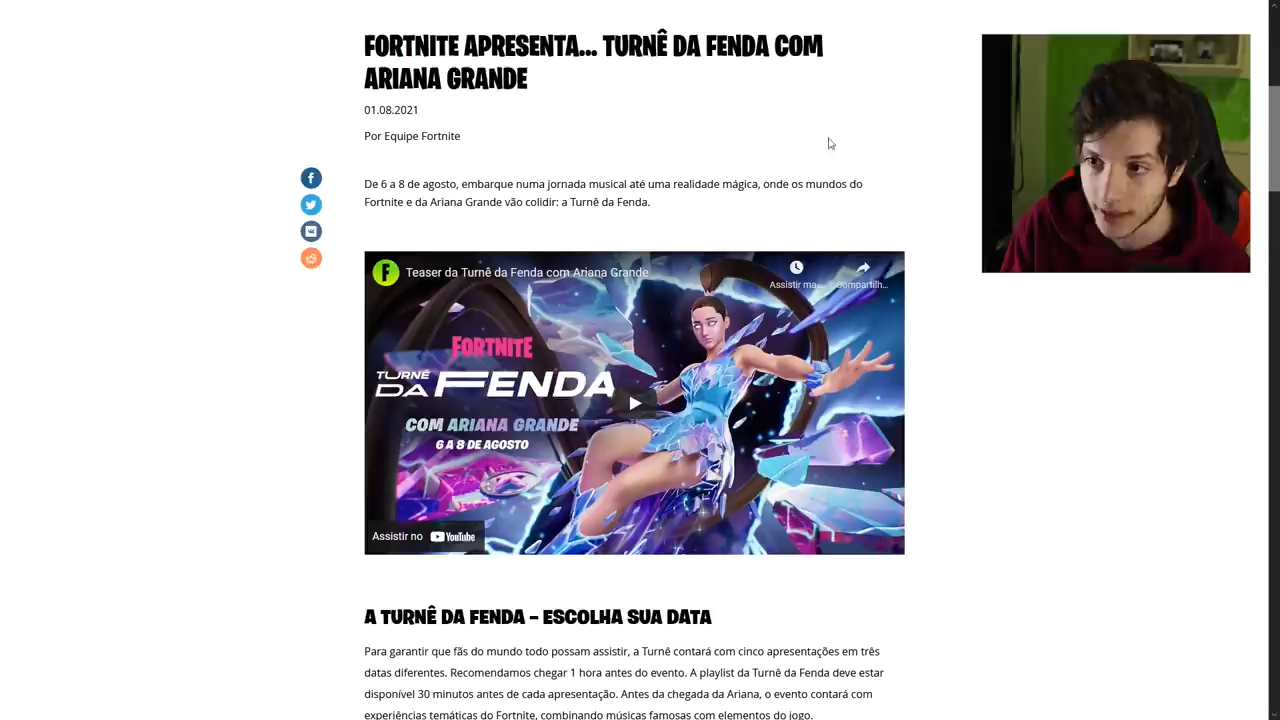 FORTNITE APRESENTA... TURNÊ DA FENDA COM
ARIANA GRANDE
01.08.2021
Por Equipe Fortnite
De 6 a 8 de agosto, embarque numa jornada musical até uma realidade mágica, onde os mundos do
Fortnite e da Ariana Grande vão colidir: a Turnê da Fenda.
Teaser da Turnê da Fenda com Ariana Grande
Assistir ma...
Compartilh...
FORTNITE
TURNÊ
DA FENDA
COM ARIANA GRANDE
6 A 8 DE AGOSTO
Assistir no YouTube
A TURNÊ DA FENDA – ESCOLHA SUA DATA
Para garantir que fãs do mundo todo possam assistir, a Turnê contará com cinco apresentações em três
datas diferentes. Recomendamos chegar 1 hora antes do evento. A playlist da Turnê da Fenda deve estar
disponível 30 minutos antes de cada apresentação. Antes da chegada da Ariana, o evento contará com
experiências temáticas do Fortnite, combinando músicas famosas com elementos do jogo.